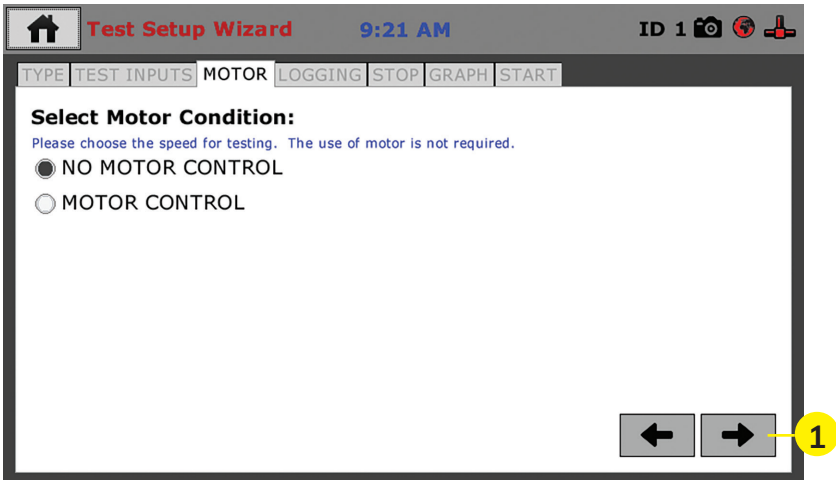 Test Setup Wizard 9:21 AM ID 1
TYPE TEST INPUTS MOTOR LOGGING STOP GRAPH START
Select Motor Condition:
Please choose the speed for testing. The use of motor is not required.
NO MOTOR CONTROL
MOTOR CONTROL
1